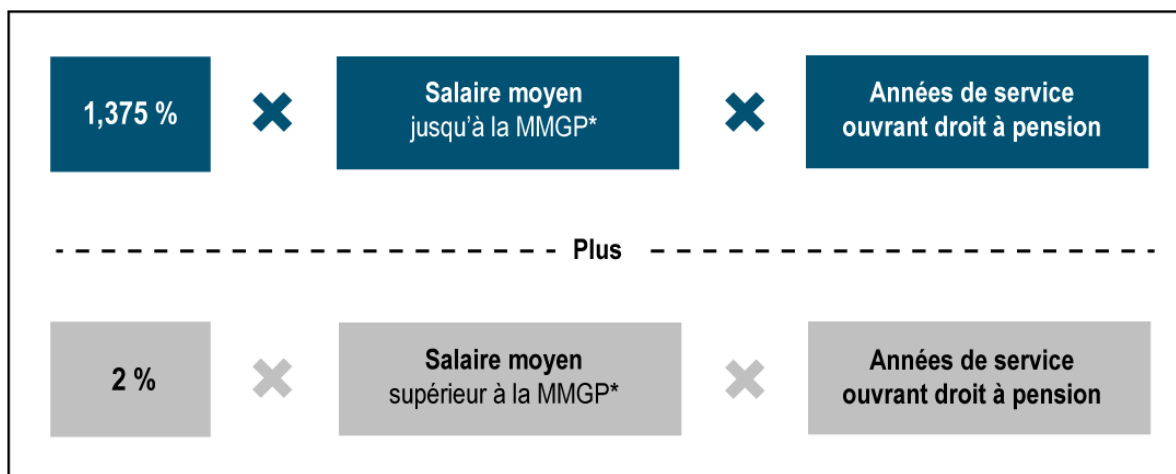 1,375 %
Salaire moyen
jusqu'à la MMGP*
Années de service
ouvrant droit à pension
Plus
2 %
Salaire moyen
supérieur à la MMGP*
Années de service
ouvrant droit à pension